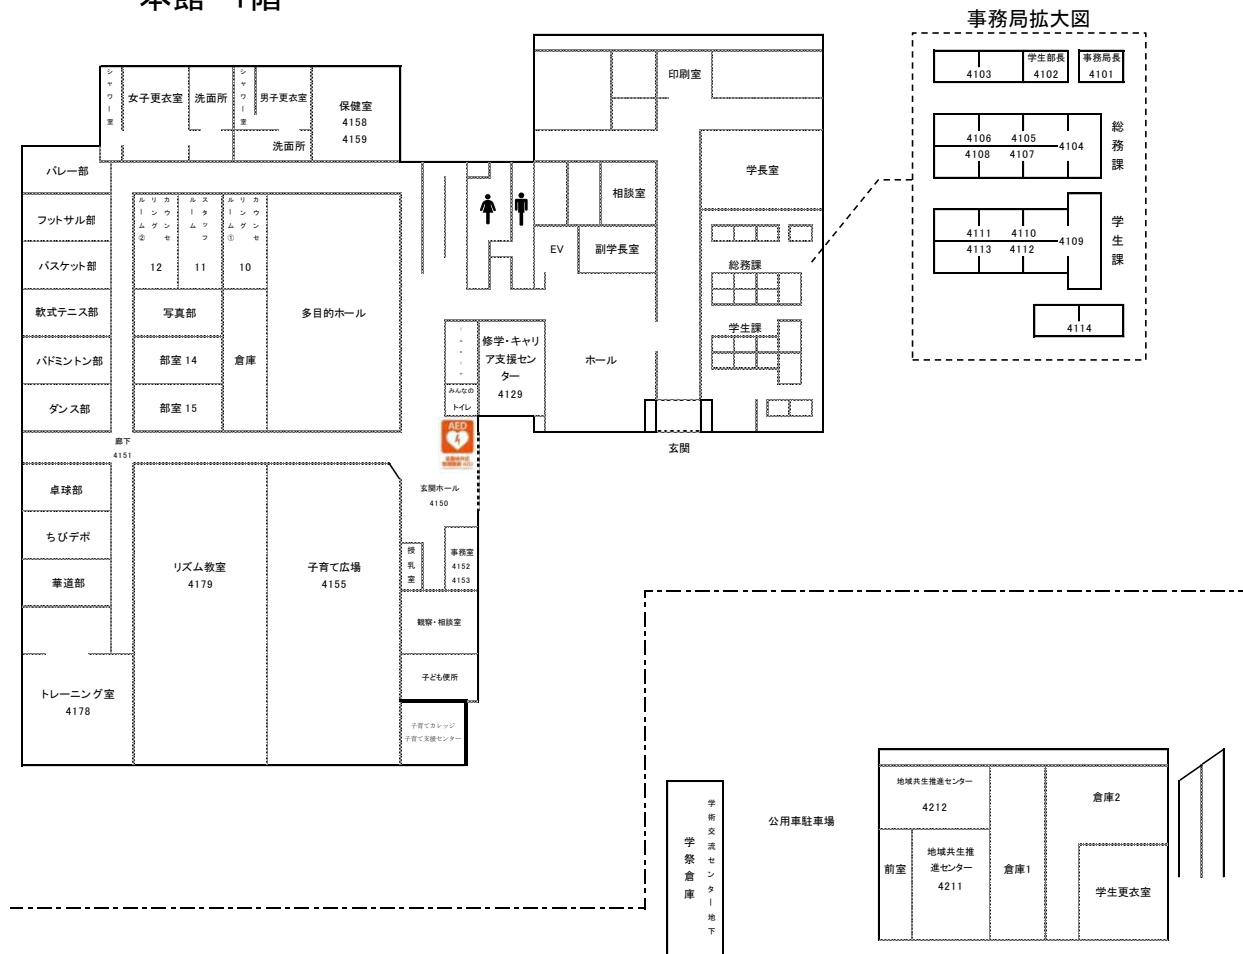 本館 1階
事務局拡大図
4103
学生部長
4102
事務局長
4101
4106 4105
4108 4107
4104
総務課
4111 4110
4113 4112
4109
学生課
4114
シャワー室
女子更衣室
洗面所
シャワー室
男子更衣室
洗面所
保健室
4158
4159
印刷室
学長室
相談室
EV
副学長室
総務課
学生課
バレー部
フットサル部
バスケット部
軟式テニス部
バドミントン部
ダンス部
カウンセリングルーム②
12
スタッフルーム
11
カウンセリングルーム①
10
写真部
部室 14
部室 15
倉庫
多目的ホール
修学・キャリ
ア支援セン
ター
4129
ホール
みんなの
トイレ
AED
玄関
廊下
4151
玄関ホール
4150
卓球部
ちびデポ
華道部
リズム教室
4179
子育て広場
4155
授乳室
事務室
4152
4153
観察・相談室
子ども便所
トレーニング室
4178
子育てカレッジ
子育て支援センター
学術交流センター地下
学祭倉庫
公用車駐車場
地域共生推進センター
4212
前室
地域共生推
進センター
4211
倉庫1
倉庫2
学生更衣室